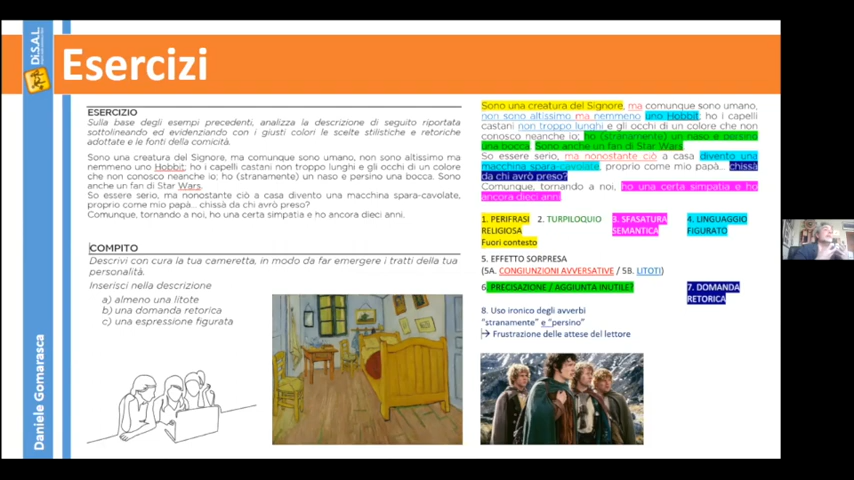 Di.S.A.L.
Esercizi
Daniele Gomarasca
ESERCIZIO
Sulla base degli esempi precedenti, analizza la descrizione di seguito riportata
sottolineando ed evidenziando con i giusti colori le scelte stilistiche e retoriche
adottate e le fonti della comicità.
Sono una creatura del Signore, ma comunque sono umano, non sono altissimo ma
nemmeno uno Hobbit; ho i capelli castani non troppo lunghi e gli occhi di un colore
che non conosco neanche io; ho (stranamente) un naso e persino una bocca. Sono
anche un fan di Star Wars.
So essere serio, ma nonostante ciò a casa divento una macchina spara-cavolate,
proprio come mio papà... chissà da chi avrò preso?
Comunque, tornando a noi, ho una certa simpatia e ho ancora dieci anni.
COMPITO
Descrivi con cura la tua cameretta, in modo da far emergere i tratti della tua
personalità.
Inserisci nella descrizione
a) almeno una litote
b) una domanda retorica
c) una espressione figurata
Sono una creatura del Signore, ma comunque sono umano,
non sono altissimo ma nemmeno uno Hobbit; ho i capelli
castani non troppo lunghi e gli occhi di un colore che non
conosco neanche io; ho (stranamente) un naso e persino
una bocca. Sono anche un fan di Star Wars.
So essere serio, ma nonostante ciò a casa divento una
macchina spara-cavolate, proprio come mio papà... chissà
da chi avrò preso?
Comunque, tornando a noi, ho una certa simpatia e ho
ancora dieci anni
1. PERIFRASI RELIGIOSA
Fuori contesto
2. TURPILOQUIO
3. SFASATURA SEMANTICA
4. LINGUAGGIO FIGURATO
5. EFFETTO SORPRESA
(5A. CONGIUNZIONI AVVERSATIVE / 5B. LITOTI)
6. PRECISAZIONE / AGGIUNTA INUTILE?
7. DOMANDA RETORICA
8. Uso ironico degli avverbi
“stranamente” e “persino”
→ Frustrazione delle attese del lettore